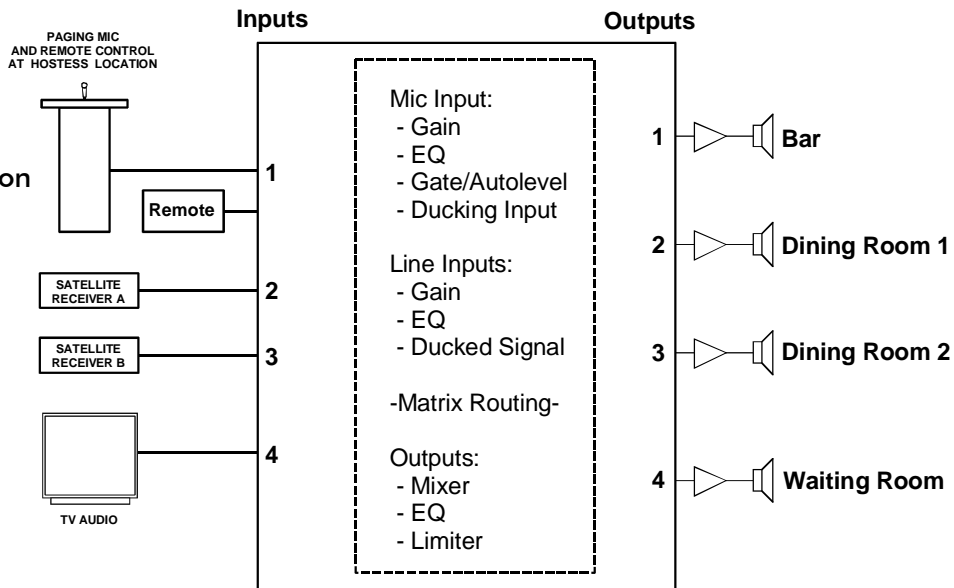 Inputs
Outputs
PAGING MIC
AND REMOTE CONTROL
AT HOSTESS LOCATION
on
1
Remote
SATELLITE
RECEIVER A
2
SATELLITE
RECEIVER B
3
4
TV AUDIO
Mic Input:
- Gain
- EQ
- Gate/Autolevel
- Ducking Input
Line Inputs:
- Gain
- EQ
- Ducked Signal
-Matrix Routing-
Outputs:
- Mixer
- EQ
- Limiter
1 Bar
2 Dining Room 1
3 Dining Room 2
4 Waiting Room